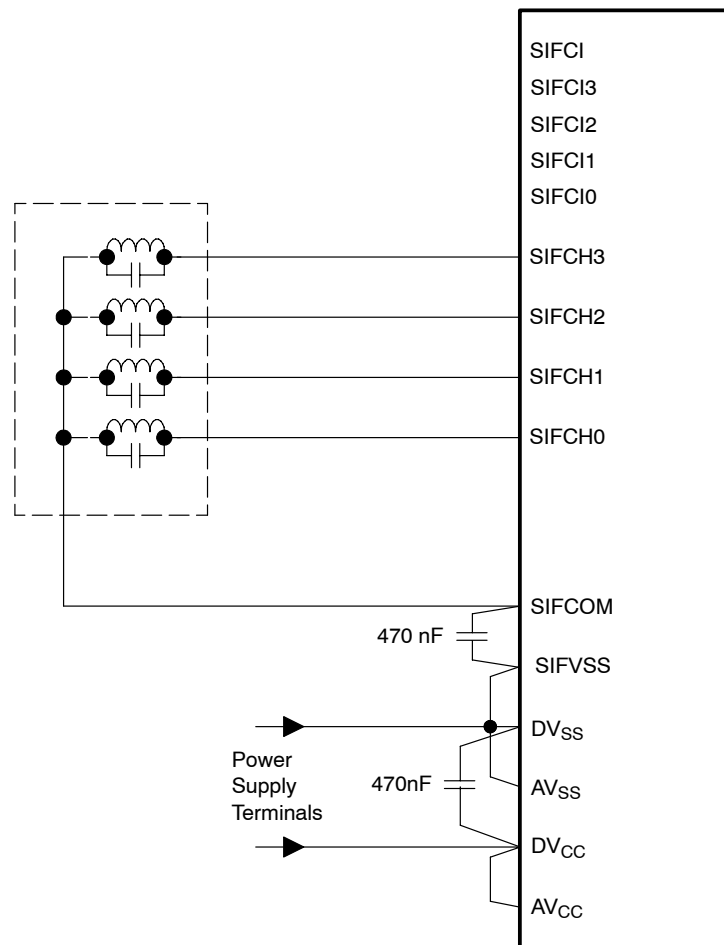 SIFCI
SIFCI3
SIFCI2
SIFCI1
SIFCI0
SIFCH3
SIFCH2
SIFCH1
SIFCH0
SIFCOM
470 nF
SIFVSS
DVSS
Power
Supply
Terminals
470nF
AVSS
DVCC
AVCC